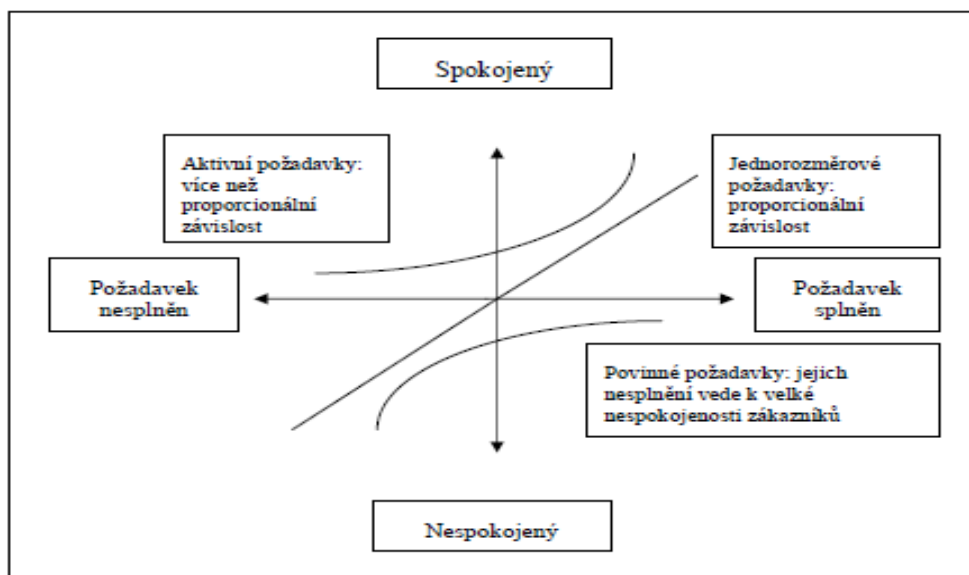 Spokojený
Aktivní požadavky:
více než
proporcionální
závislost
Jednorozměrové
požadavky:
proporcionální
závislost
Požadavek
nesplněn
Požadavek
splněn
Povinné požadavky: jejich
nesplnění vede k velké
nespokojenosti zákazníků
Nespokojený